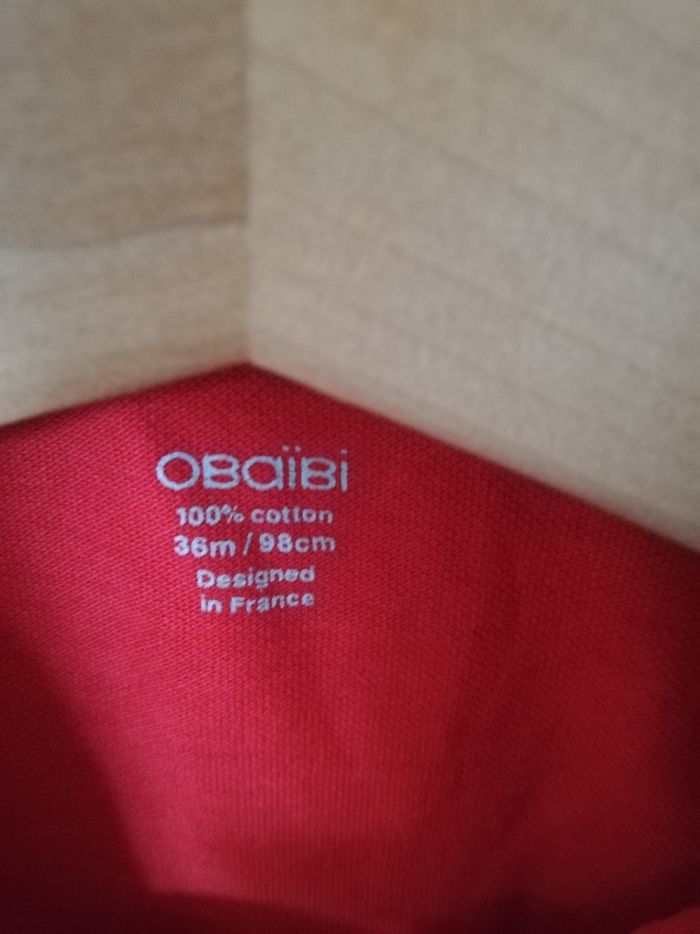 OBaïBi
100% cotton
36m / 98cm
Designed
in France